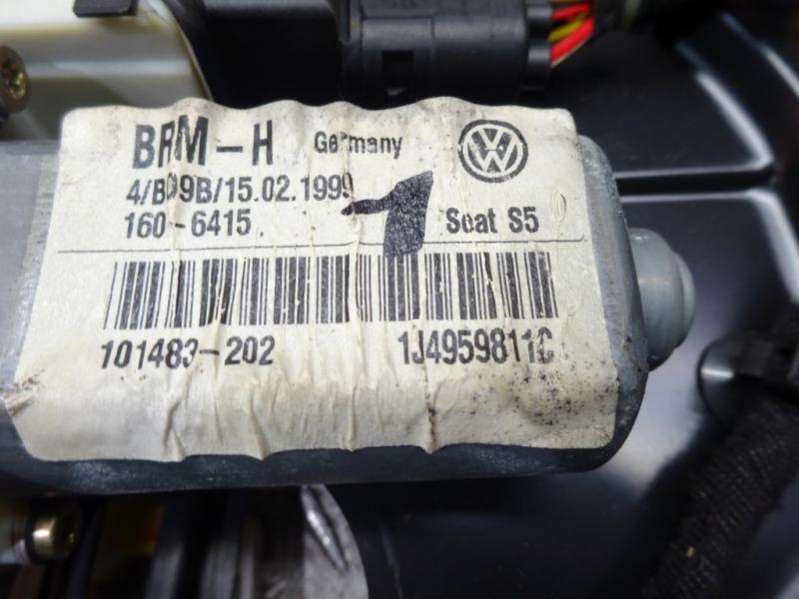 BRM-H Germany
15.02.1999
160-6415 Seat S5
1
101483-202 1J4959811C